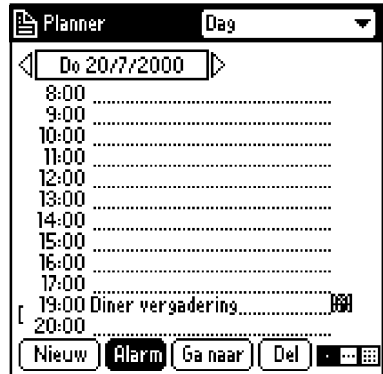 Planner Dag
Do 20/7/2000
8:00
9:00
10:00
11:00
12:00
13:00
14:00
15:00
16:00
17:00
19:00 Diner vergadering
20:00
Nieuw Alarm Ga naar Del